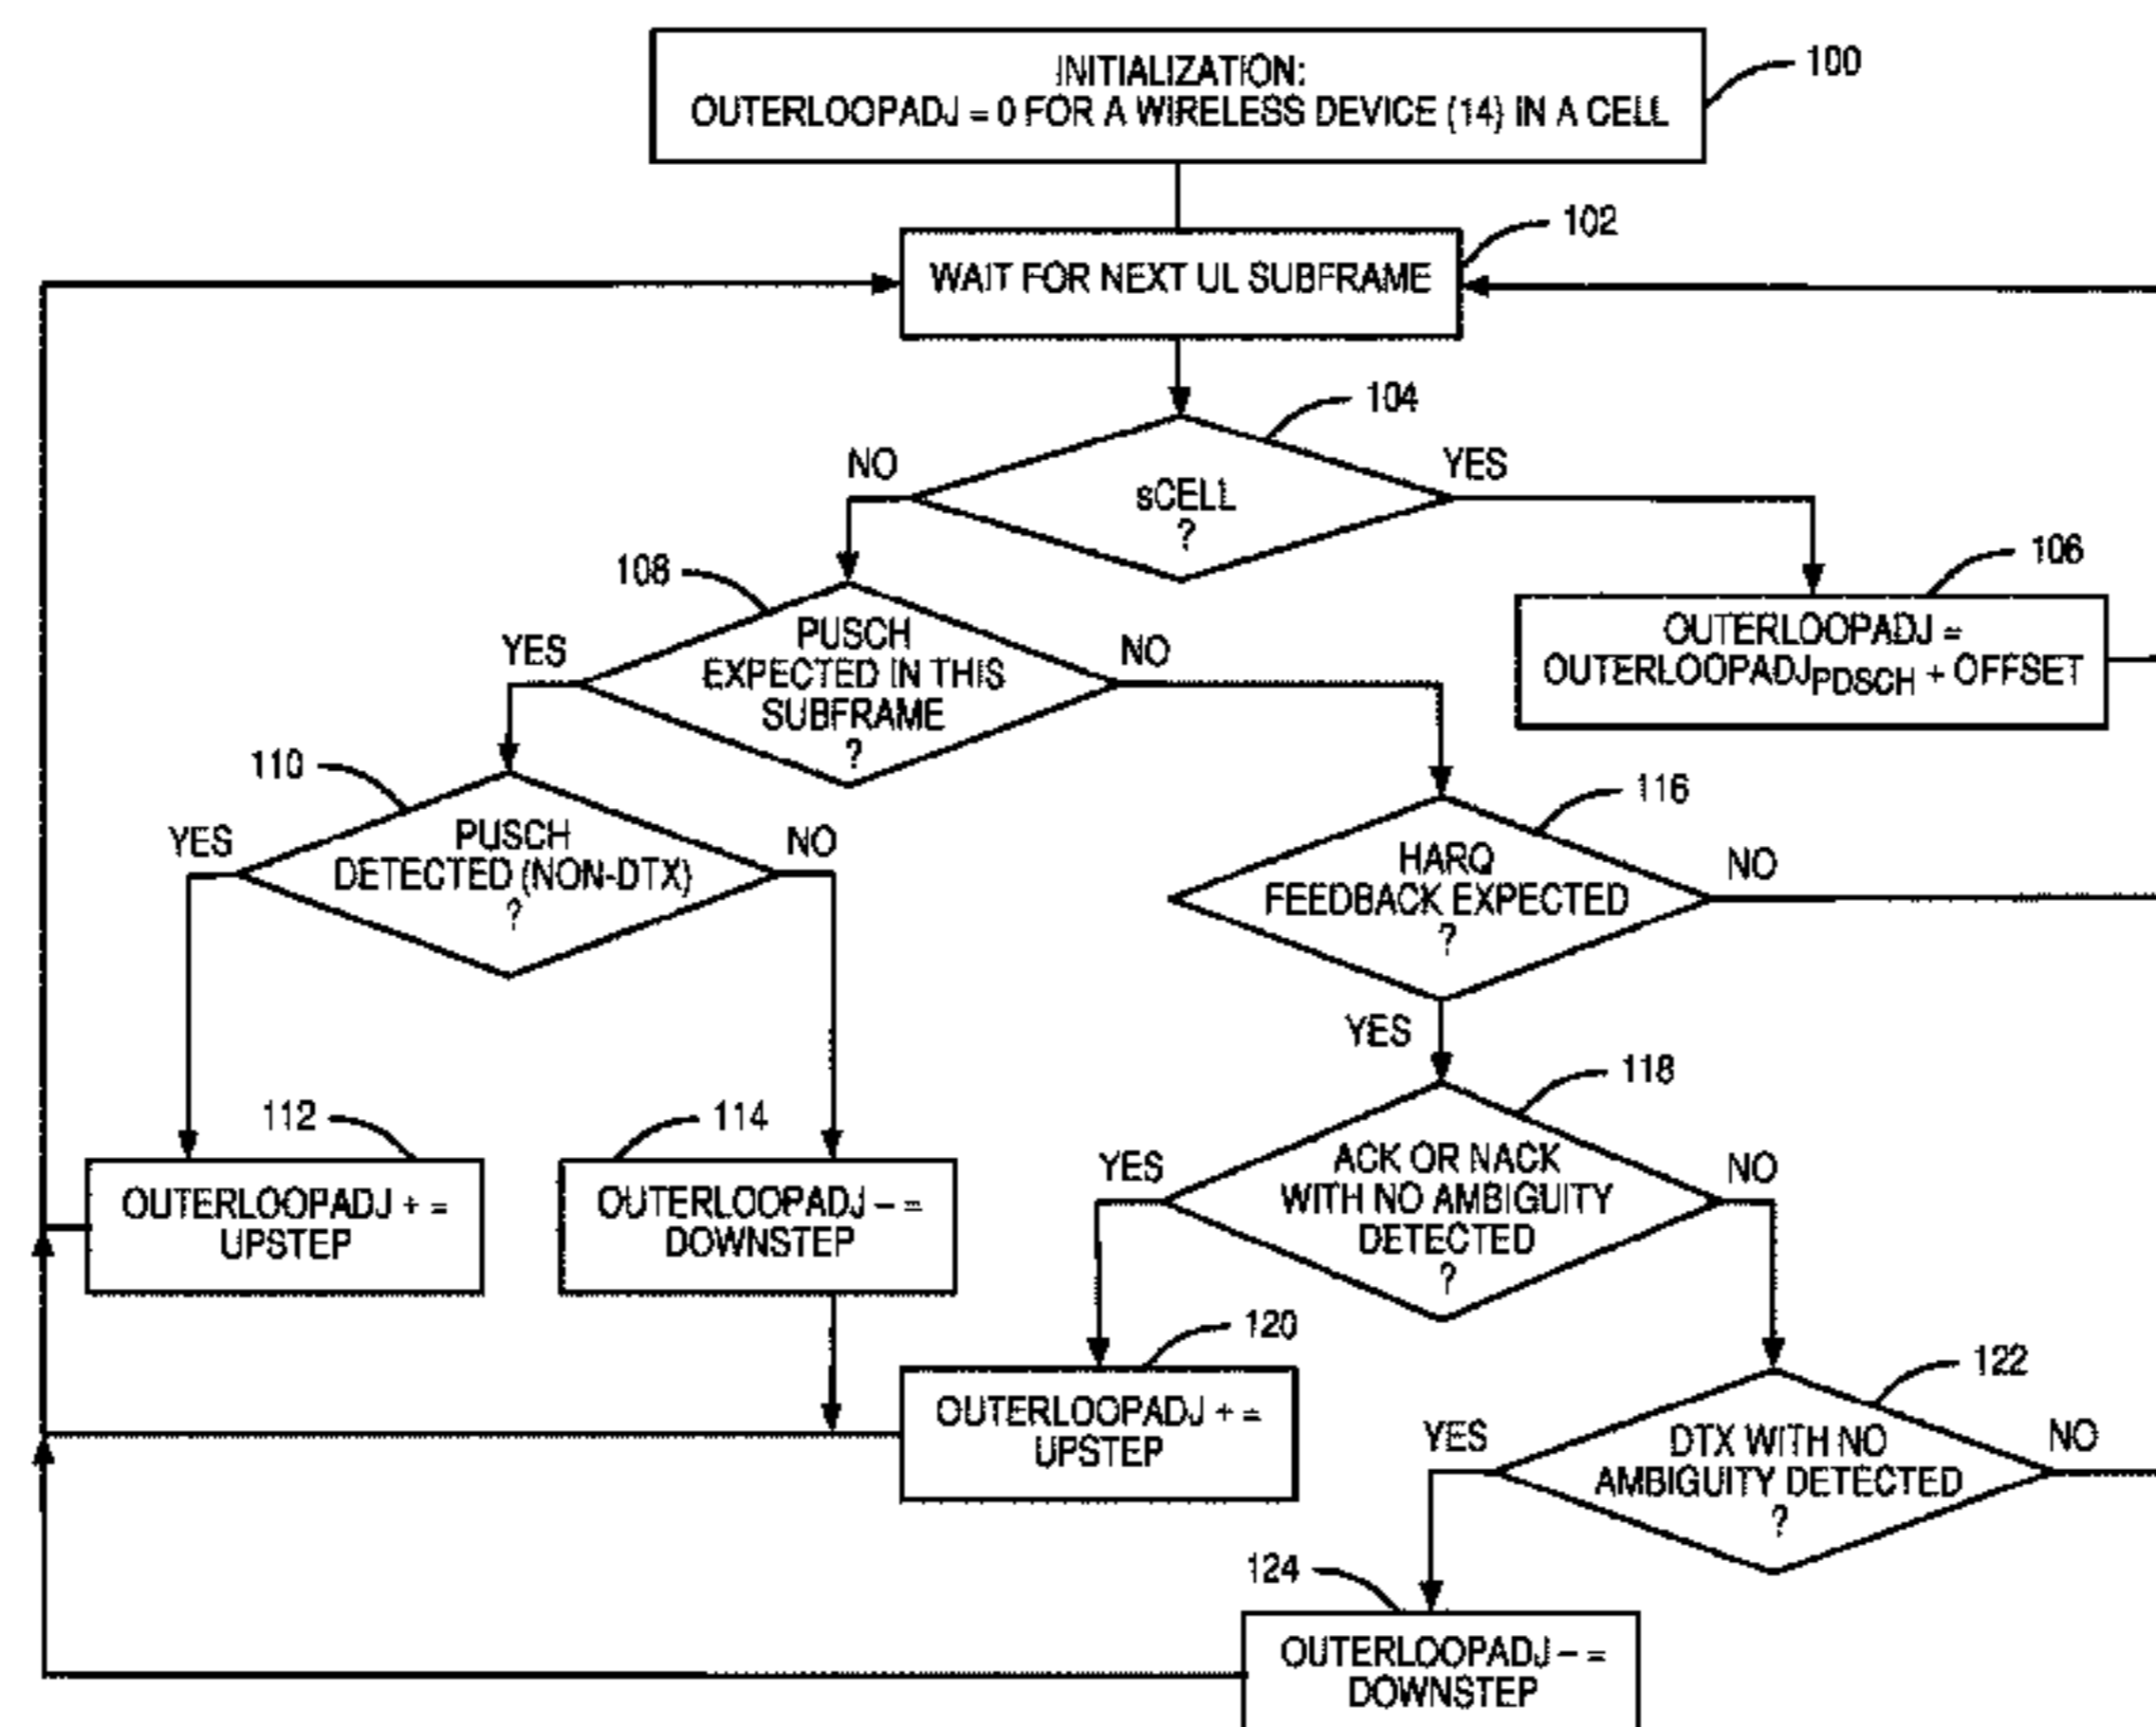 INITIALIZATION:
OUTERLOOPADJ = 0 FOR A WIRELESS DEVICE (14) IN A CELL
100
WAIT FOR NEXT UL SUBFRAME
102
104
NO
YES
sCELL
?
106
OUTERLOOPADJ =
OUTERLOOPADJPDSCH + OFFSET
108
YES
NO
PUSCH
EXPECTED IN THIS
SUBFRAME
?
110
YES
NO
PUSCH
DETECTED (NON-DTX)
?
116
HARQ
FEEDBACK EXPECTED
?
NO
YES
112
OUTERLOOPADJ + =
UPSTEP
114
OUTERLOOPADJ – =
DOWNSTEP
118
YES
NO
ACK OR NACK
WITH NO AMBIGUITY
DETECTED
?
120
OUTERLOOPADJ + =
UPSTEP
122
YES
NO
DTX WITH NO
AMBIGUITY DETECTED
?
124
OUTERLOOPADJ – =
DOWNSTEP